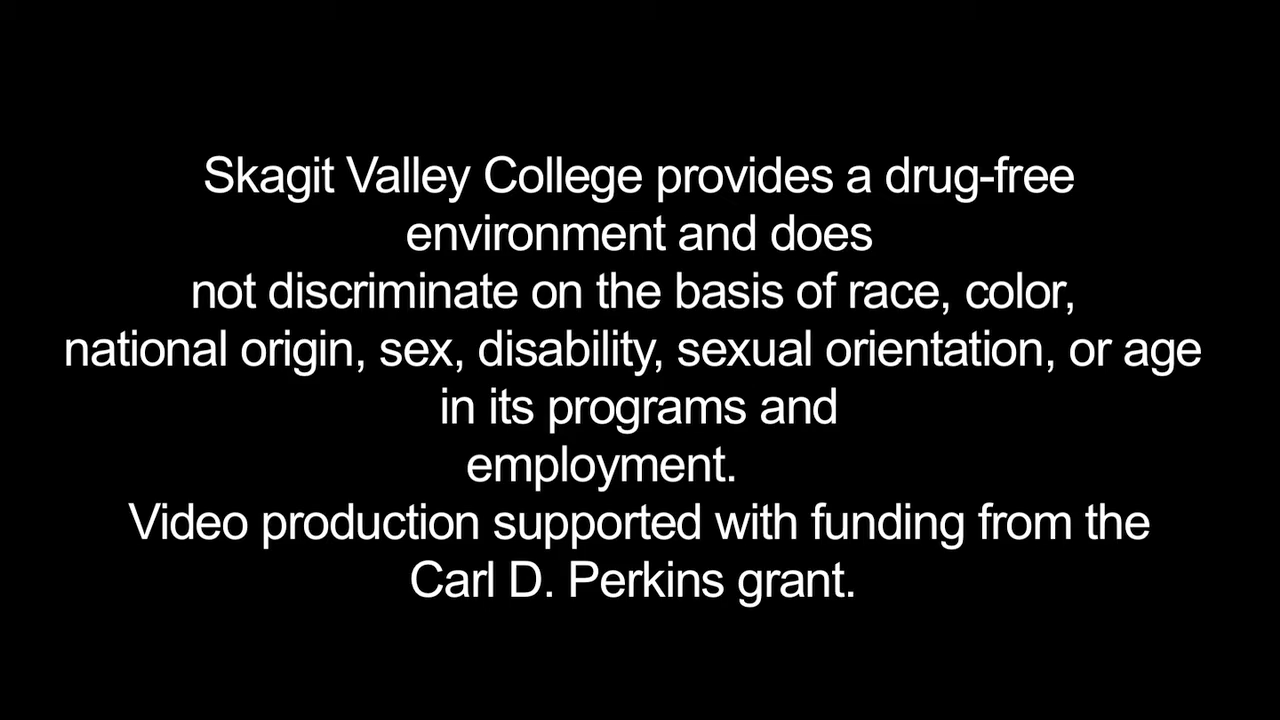 Skagit Valley College provides a drug-free
environment and does
not discriminate on the basis of race, color,
national origin, sex, disability, sexual orientation, or age
in its programs and
employment.
Video production supported with funding from the
Carl D. Perkins grant.